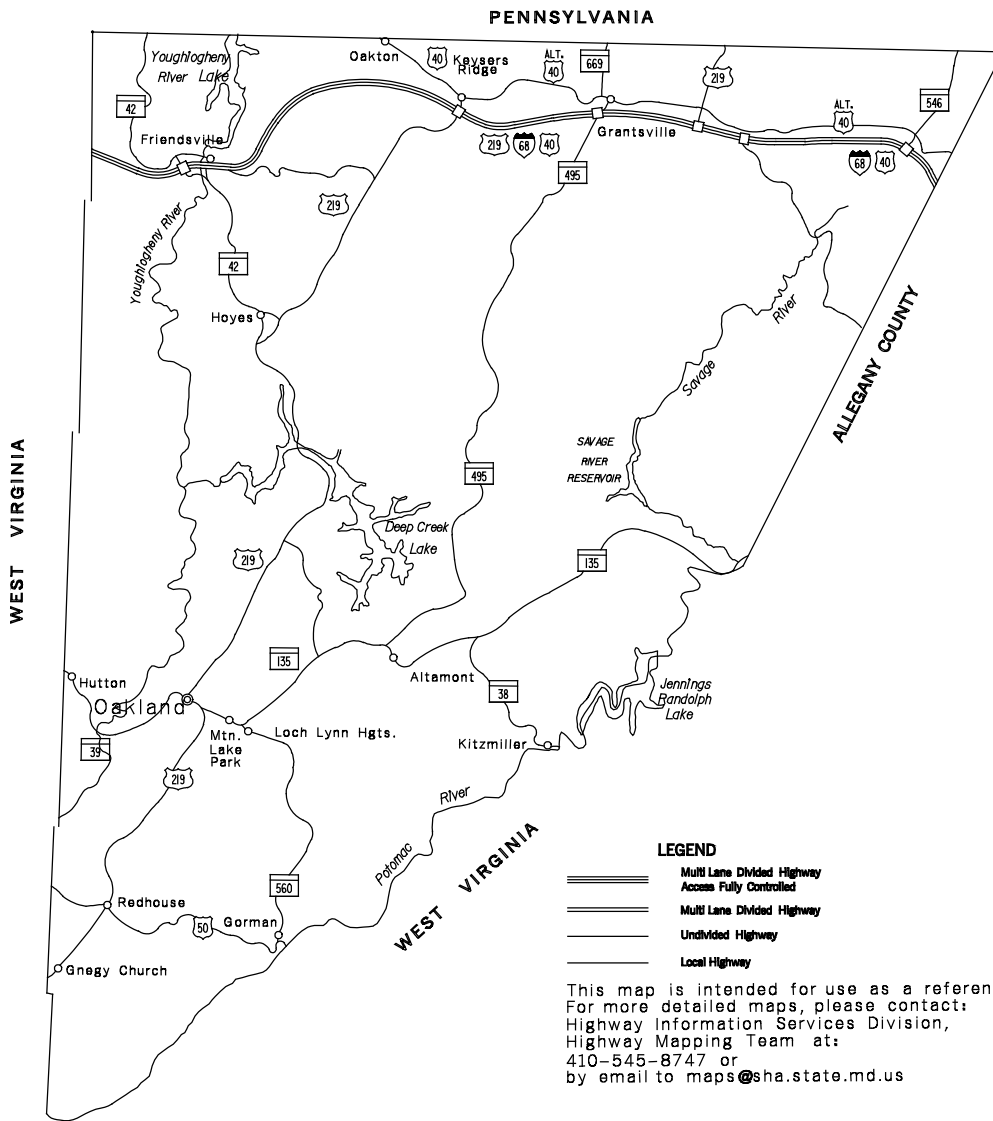 PENNSYLVANIA
Youghiogheny
River Lake
Oakton
40
Keysers
Ridge
ALT.
40
669
219
42
546
ALT.
40
Friendsville
219
68
40
Grantsville
68
40
495
219
Youghiogheny River
42
Hoyes
River
Savage
ALLEGANY COUNTY
WEST VIRGINIA
SAVAGE
RIVER
RESERVOIR
495
Deep Creek
Lake
219
135
135
Altamont
Hutton
Oakland
38
Jennings
Randolph
Lake
39
Mtn.
Lake
Park
Loch Lynn Hgts.
Kitzmiller
219
River
Potomac
WEST VIRGINIA
560
Redhouse
50
Gorman
Gnegy Church
LEGEND
Multi Lane Divided Highway
Access Fully Controlled
Multi Lane Divided Highway
Undivided Highway
Local Highway
This map is intended for use as a referen
For more detailed maps, please contact:
Highway Information Services Division,
Highway Mapping Team at:
410-545-8747 or
by email to maps@sha.state.md.us